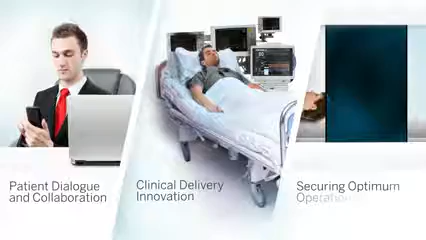 Patient Dialogue
and Collaboration
Clinical Delivery
Innovation
Securing Optimum